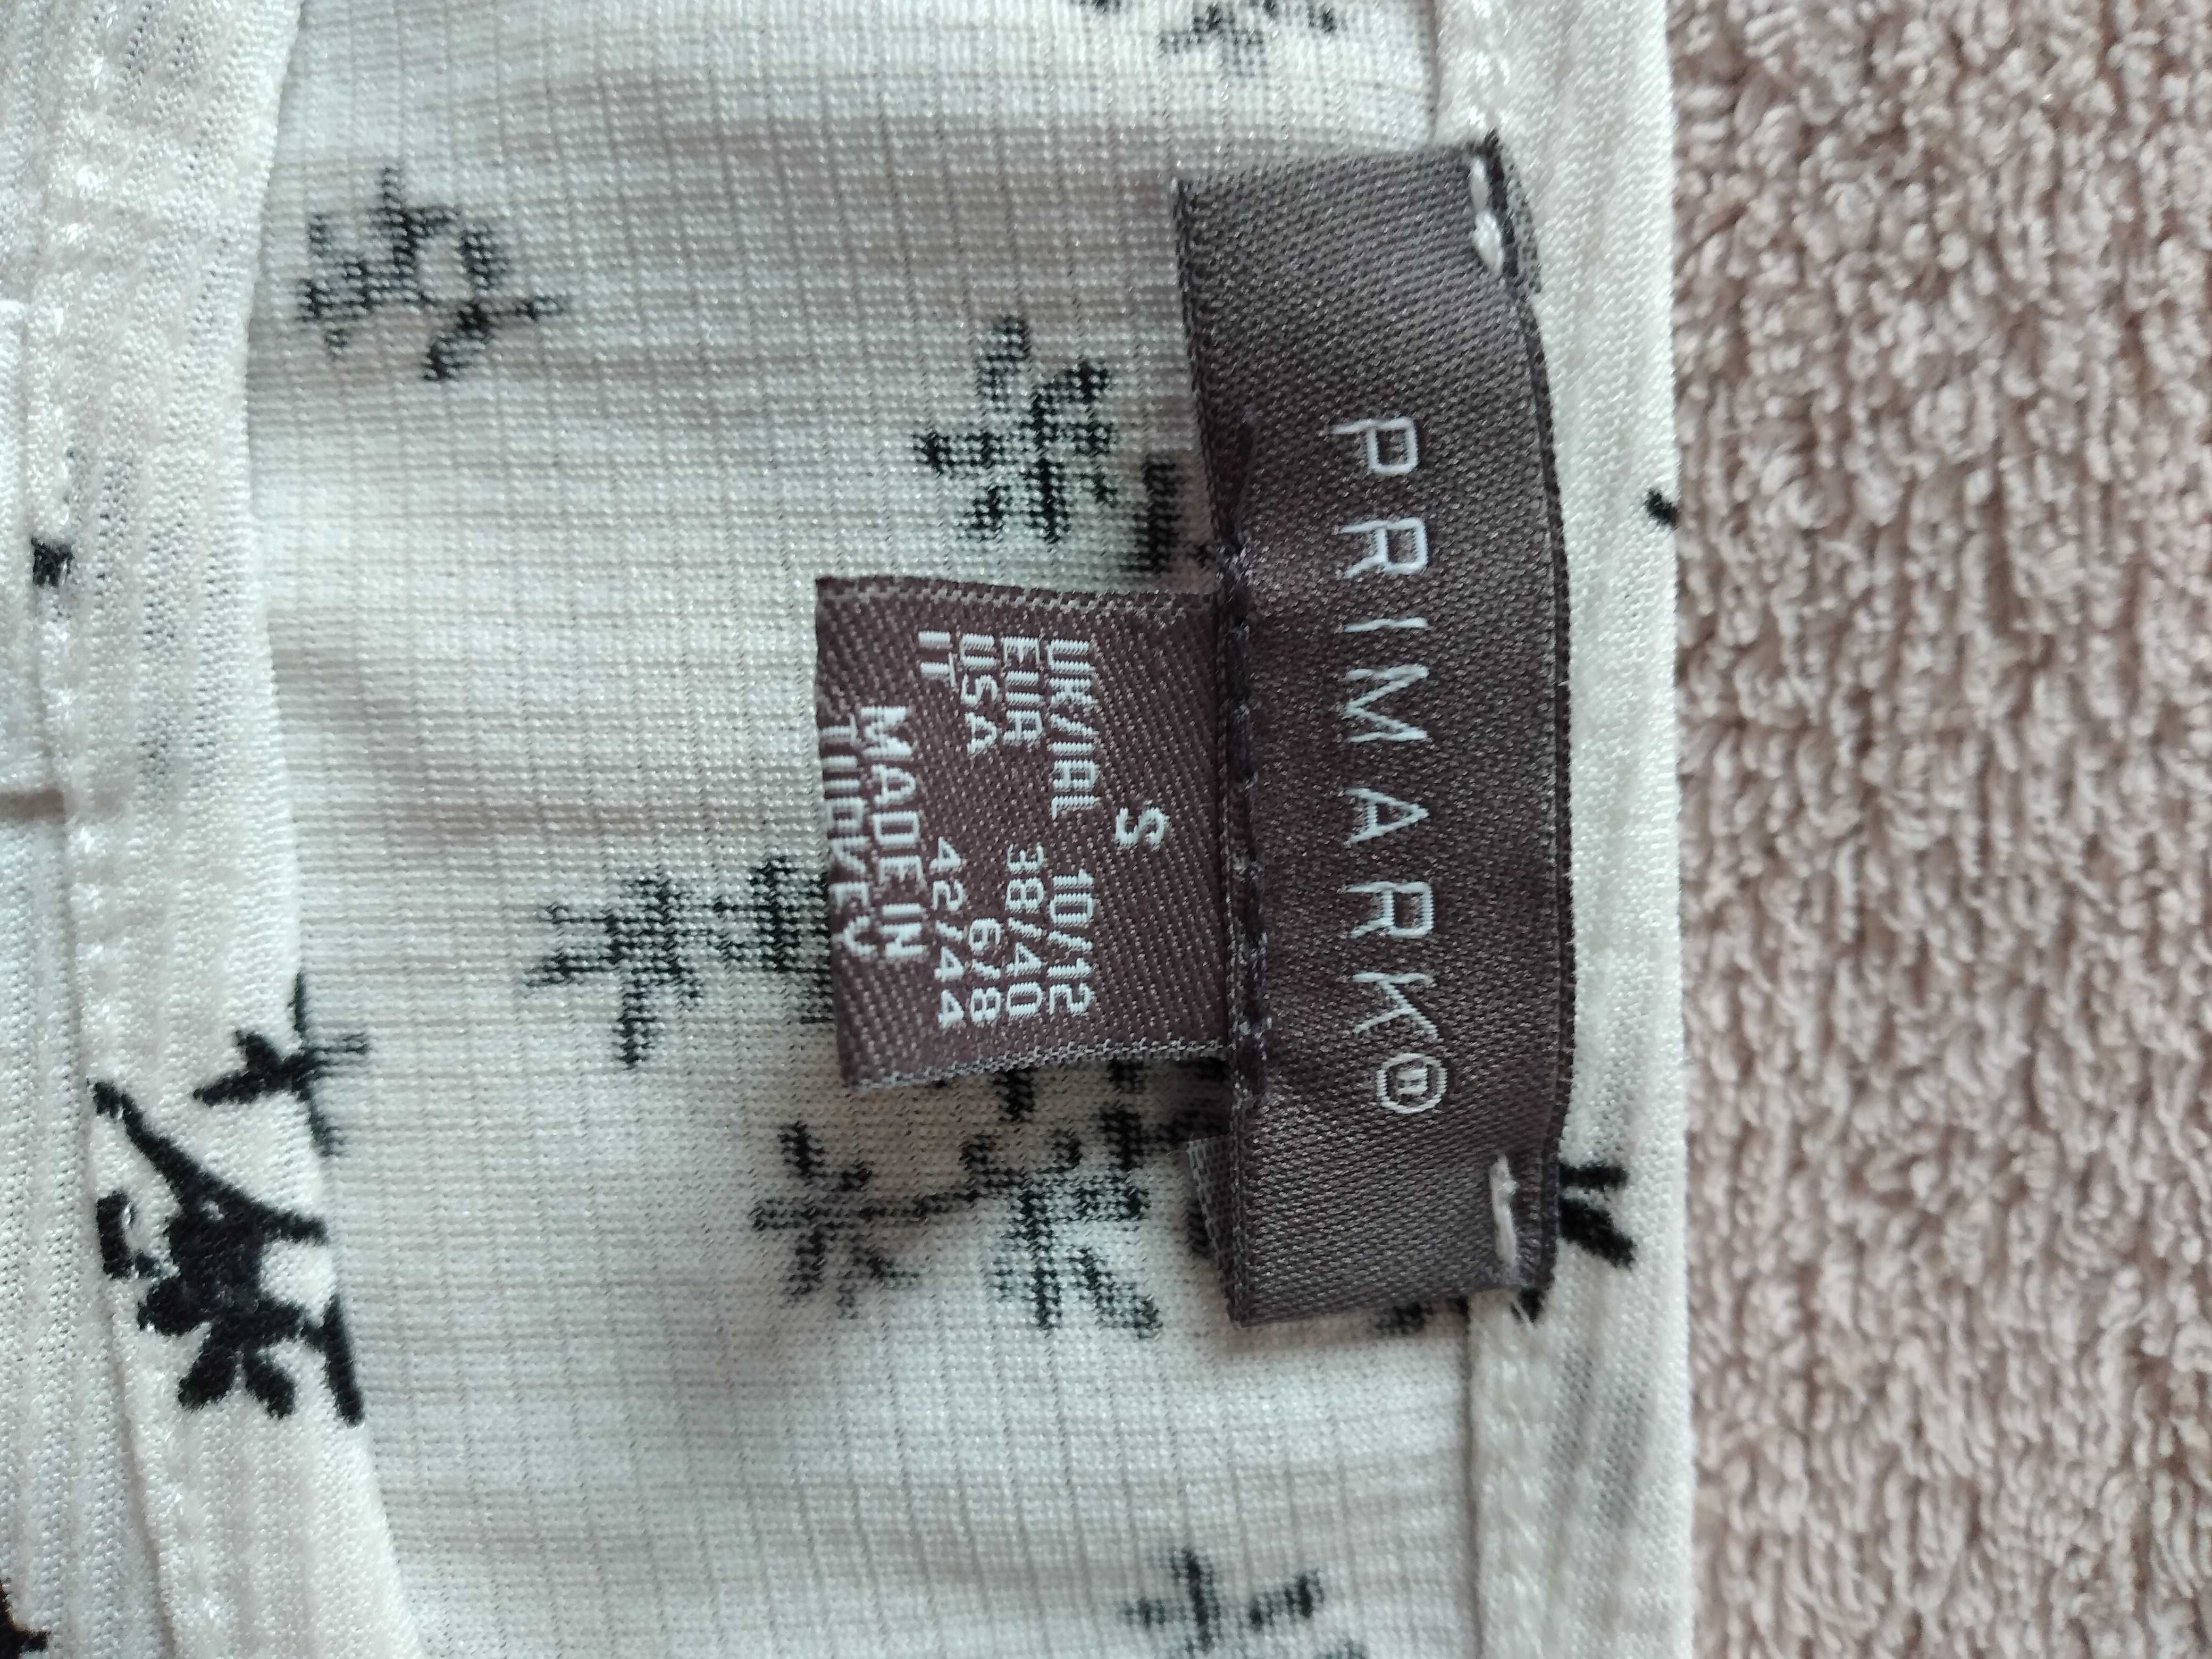 PRIMARK®
S
UK/IRL 10/12
EUR 38/40
USA 6/8
IT 42/44
MADE IN
TURKEY